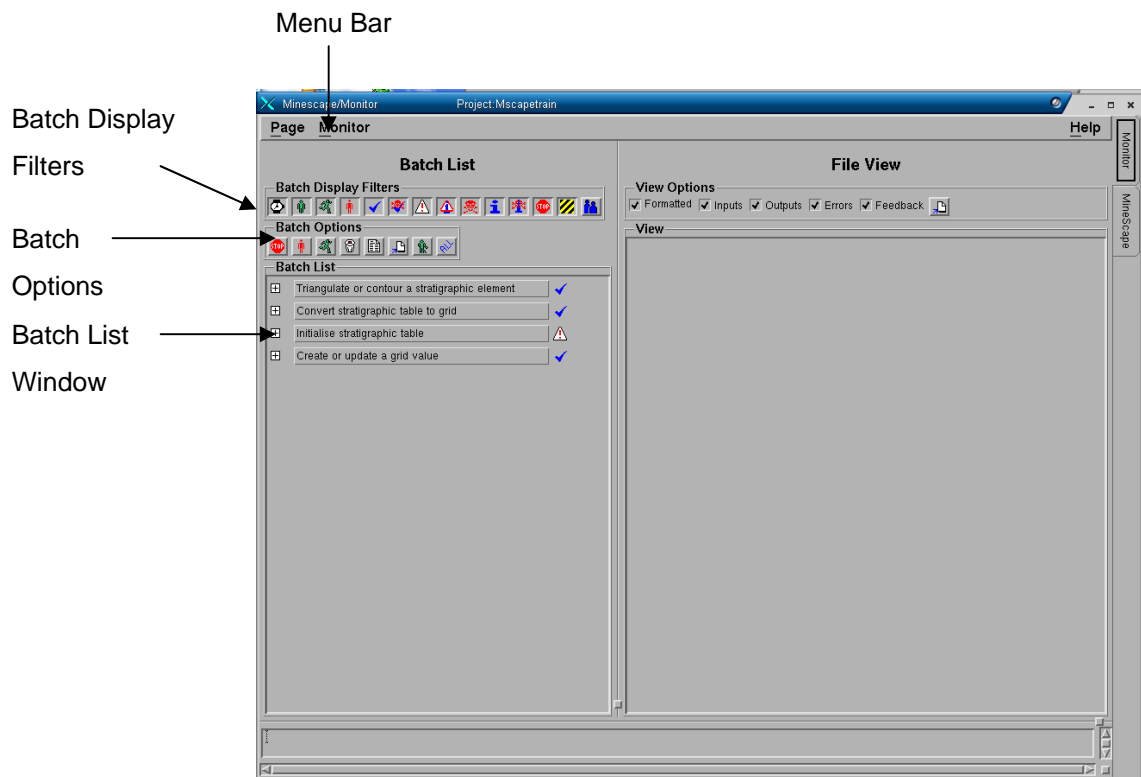 Menu Bar
Batch Display
Filters
Batch
Options
Batch List
Window
Minescape/Monitor Project:Mscapetrain
Page Monitor Help
Batch List
Batch Display Filters
STOP
Batch Options
STOP
Batch List
Triangulate or contour a stratigraphic element
Convert stratigraphic table to grid
Initialise stratigraphic table
Create or update a grid value
File View
View Options
Formatted Inputs Outputs Errors Feedback
View
Monitor
MineScape